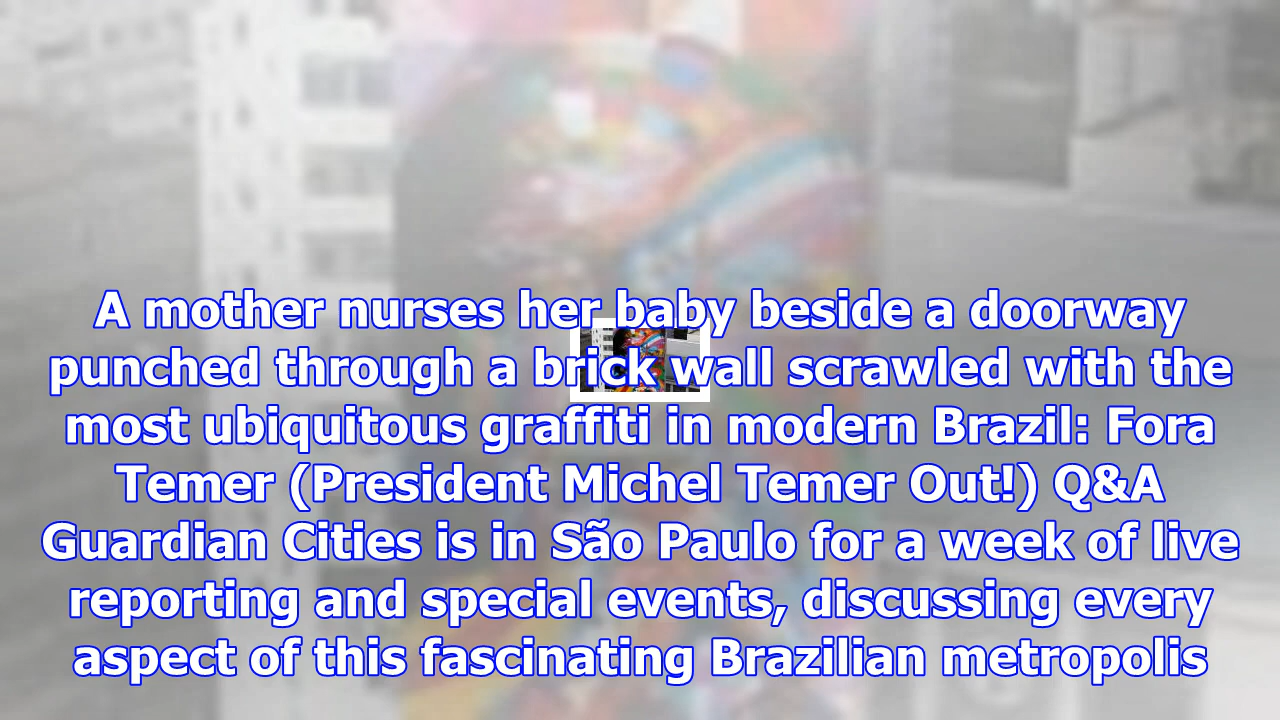 A mother nurses her baby beside a doorway
punched through a brick wall scrawled with the
most ubiquitous graffiti in modern Brazil: Fora
Temer (President Michel Temer Out!) Q&A
Guardian Cities is in São Paulo for a week of live
reporting and special events, discussing every
aspect of this fascinating Brazilian metropolis